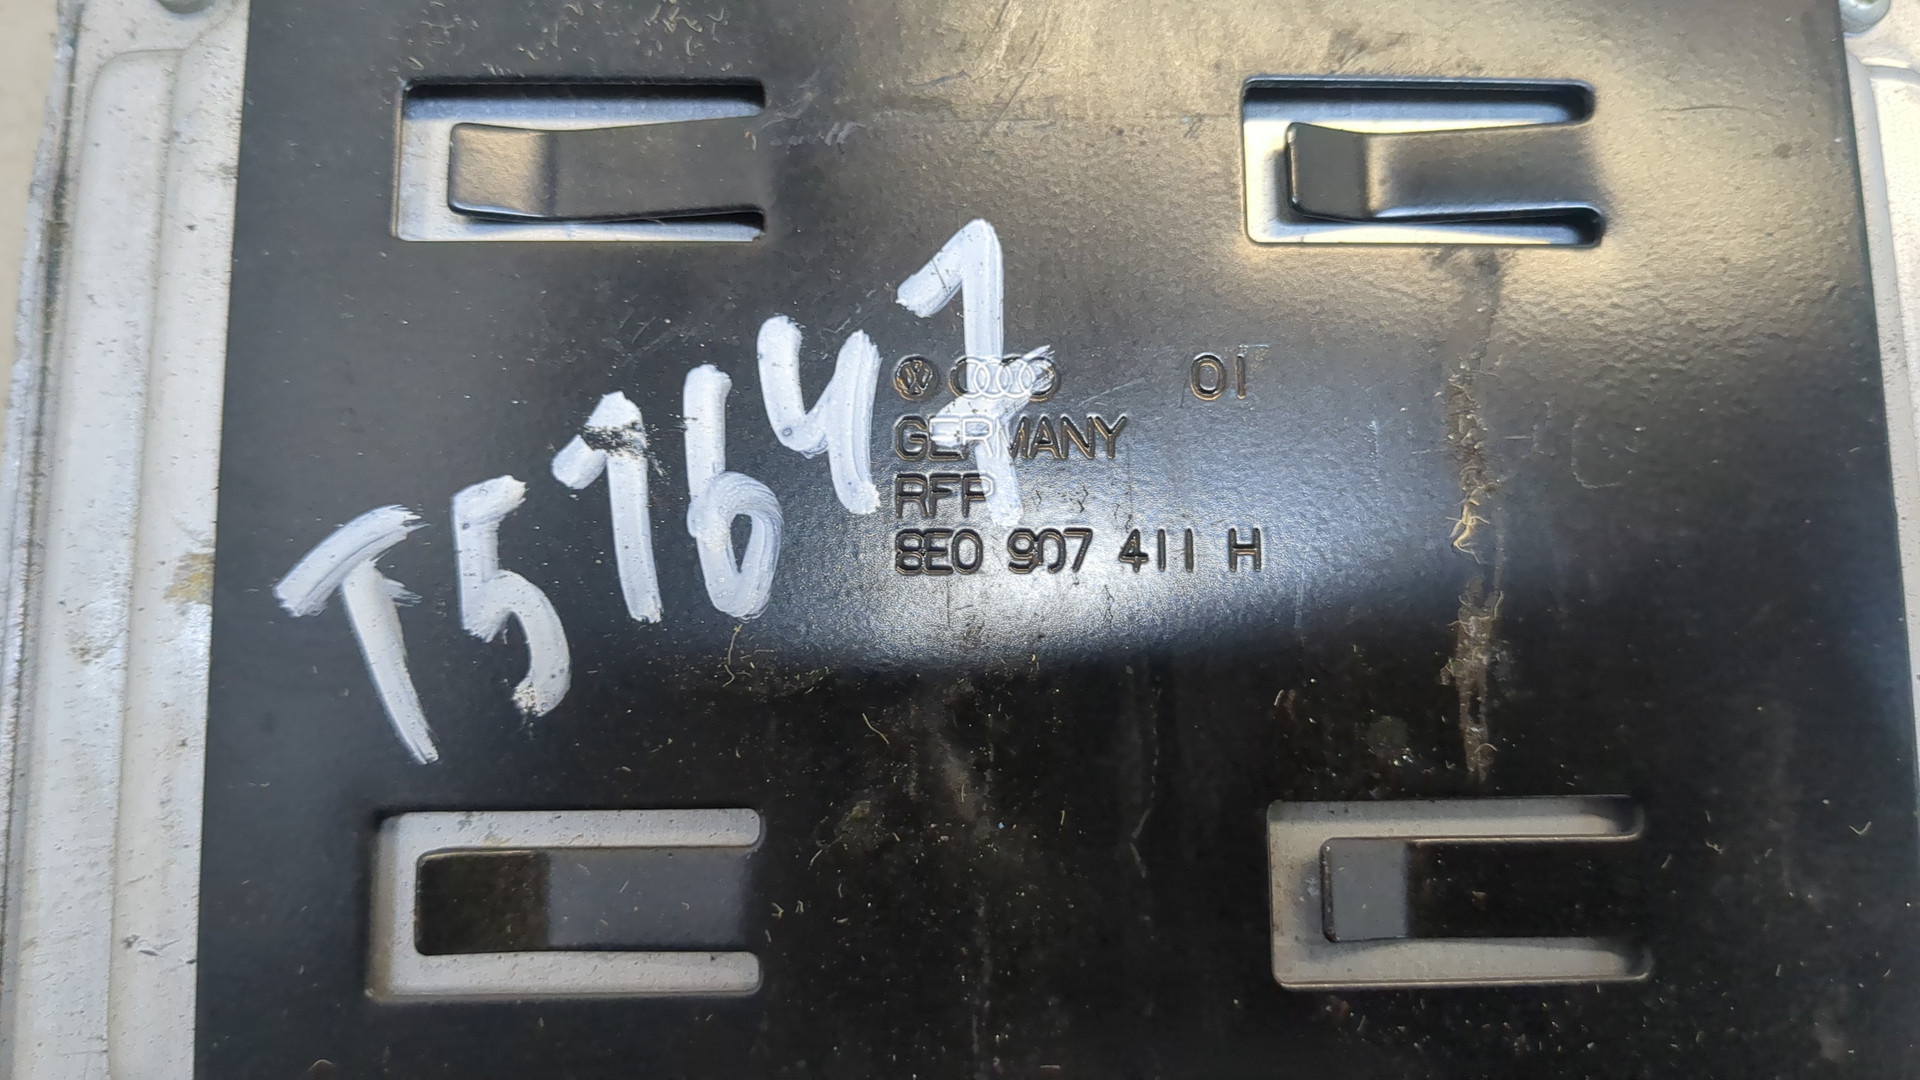 T51647
01
GERMANY
RFP
8E0 907 411 H